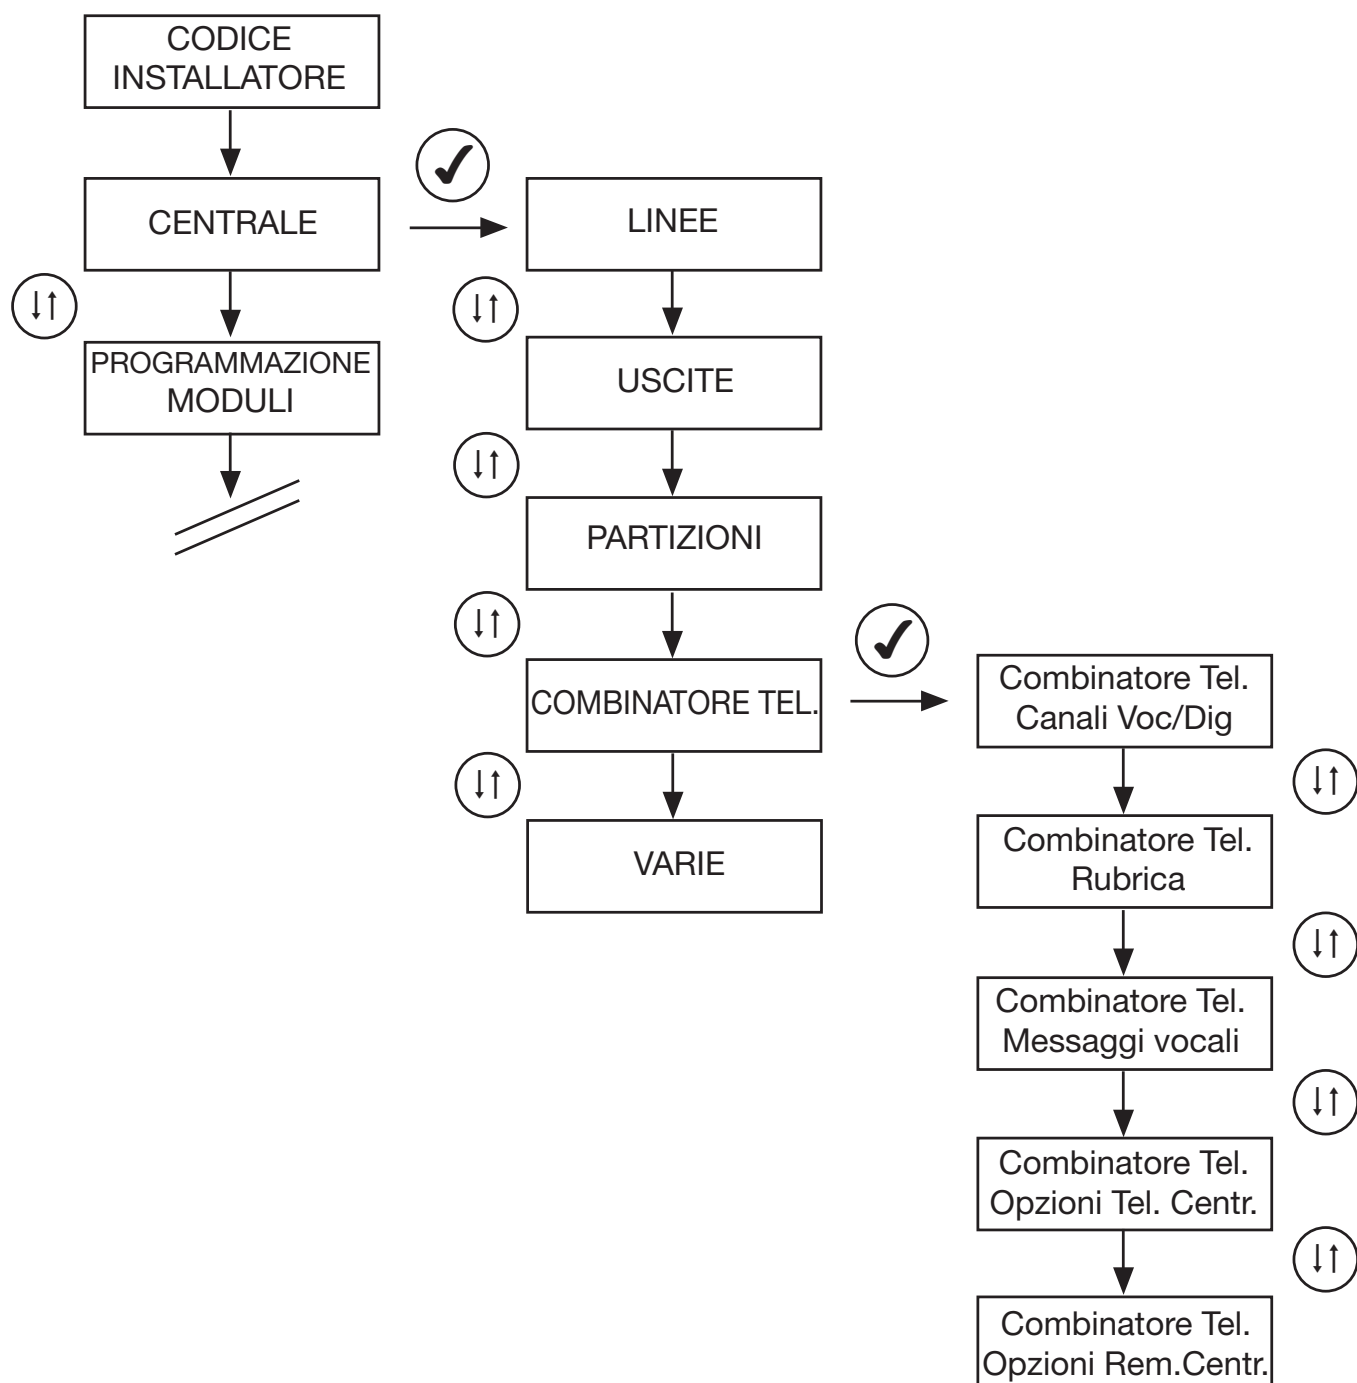 CODICE
INSTALLATORE
CENTRALE
LINEE
PROGRAMMAZIONE
MODULI
USCITE
PARTIZIONI
COMBINATORE TEL.
VARIE
Combinatore Tel.
Canali Voc/Dig
Combinatore Tel.
Rubrica
Combinatore Tel.
Messaggi vocali
Combinatore Tel.
Opzioni Tel. Centr.
Combinatore Tel.
Opzioni Rem.Centr.